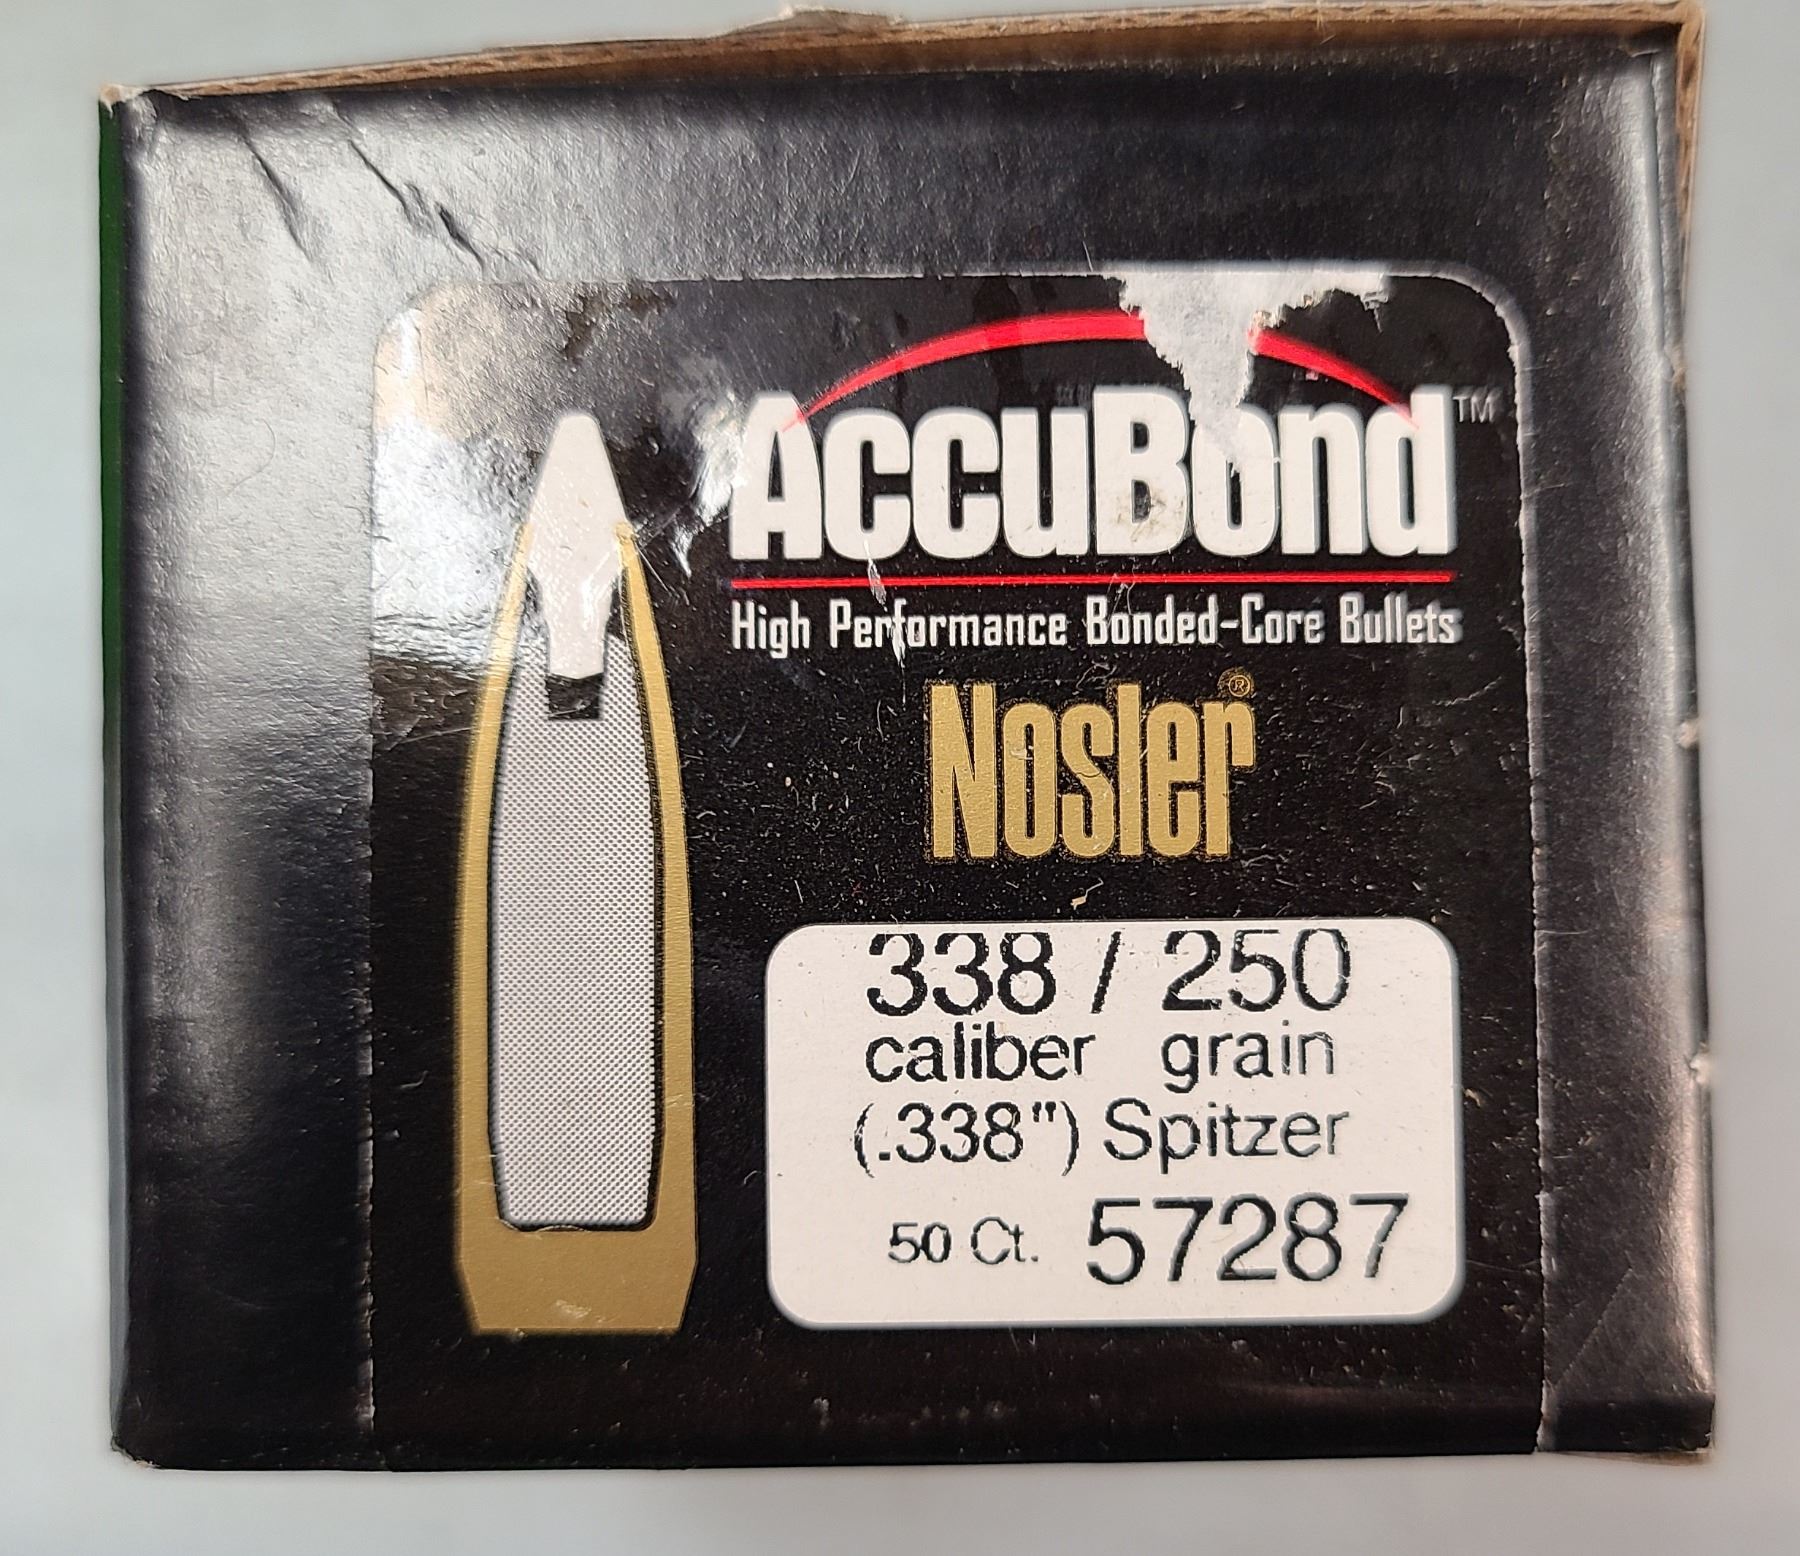 AccuBond™
High Performance Bonded-Core Bullets
Nosler®
338 / 250
caliber grain
(.338") Spitzer
50 Ct. 57287